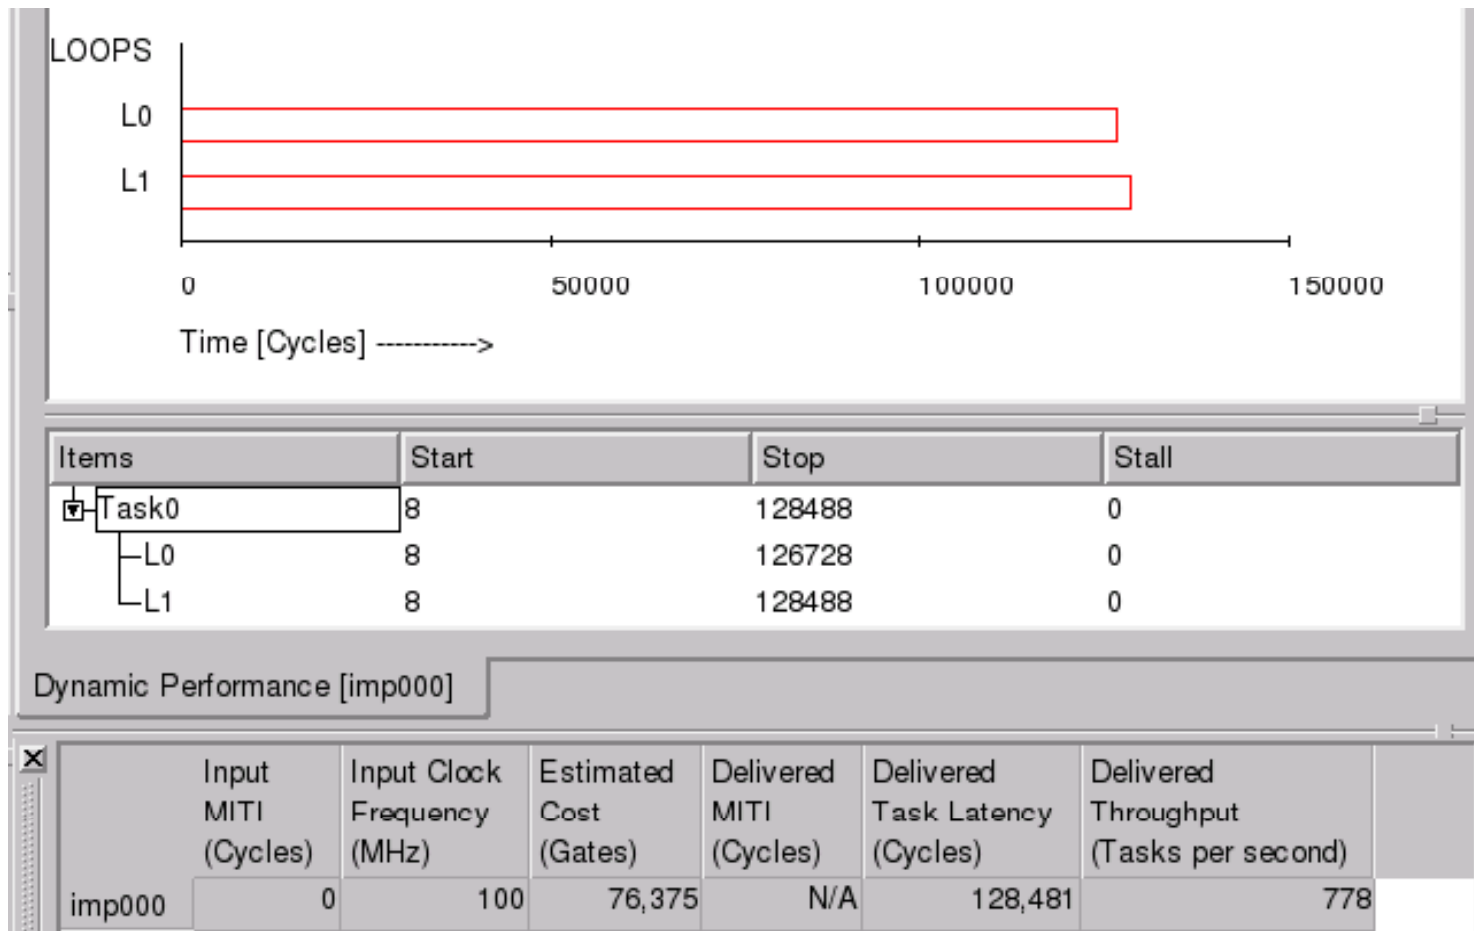 LOOPS
L0
L1
0 50000 100000 150000
Time [Cycles] ----------->
Items Start Stop Stall
Task0 8 128488 0
L0 8 126728 0
L1 8 128488 0
Dynamic Performance [imp000]
Input Input Clock Estimated Delivered Delivered Delivered
MITI Frequency Cost MITI Task Latency Throughput
(Cycles) (MHz) (Gates) (Cycles) (Cycles) (Tasks per second)
imp000 0 100 76,375 N/A 128,481 778